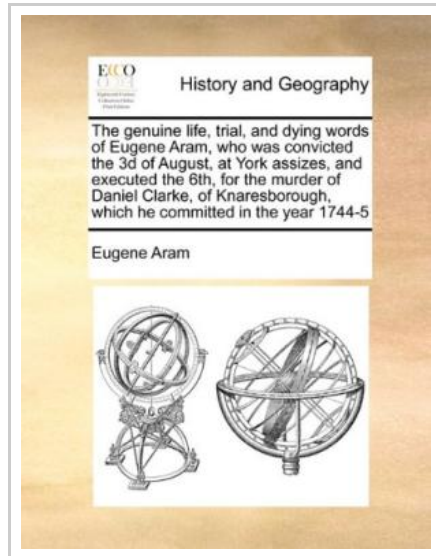 ECCO
History and Geography
The genuine life, trial, and dying words
of Eugene Aram, who was convicted
the 3d of August, at York assizes, and
executed the 6th, for the murder of
Daniel Clarke, of Knaresborough,
which he committed in the year 1744-5
Eugene Aram